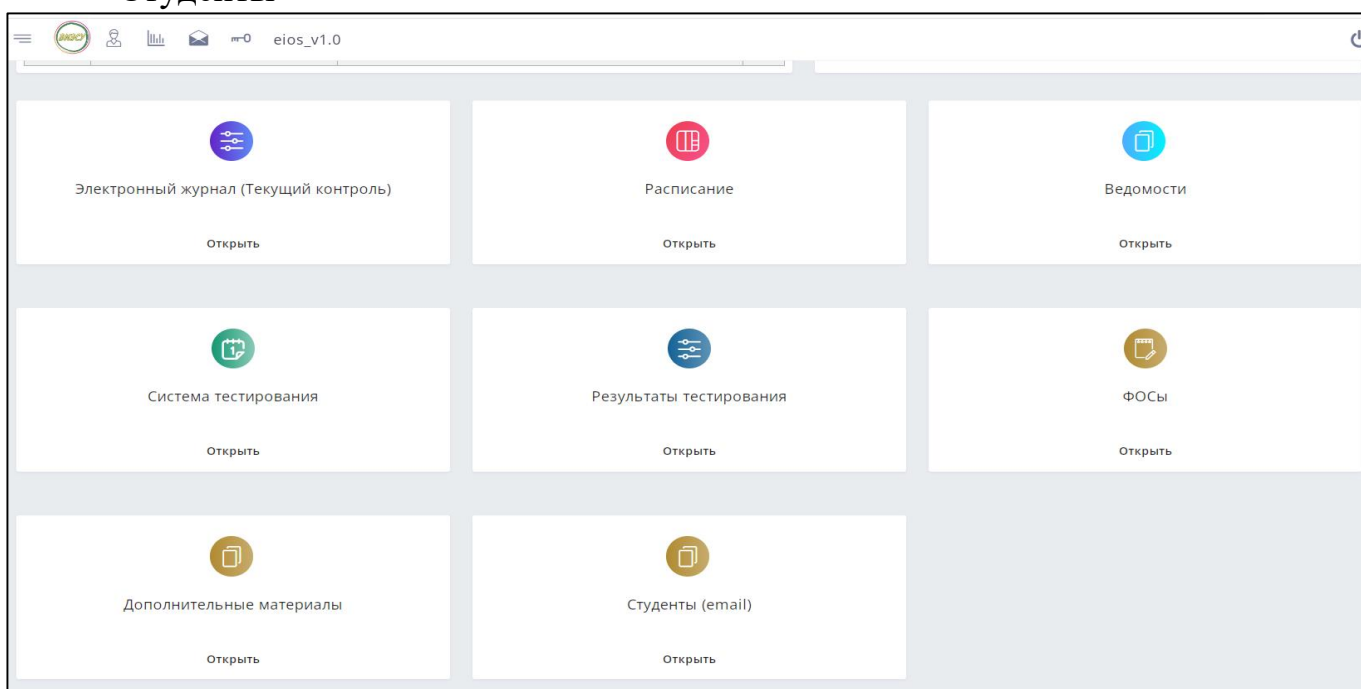 Студенты
eios_v1.0
Электронный журнал (Текущий контроль)
Расписание
Ведомости
Открыть
Открыть
Открыть
Система тестирования
Результаты тестирования
ФОСы
Открыть
Открыть
Открыть
Дополнительные материалы
Студенты (email)
Открыть
Открыть